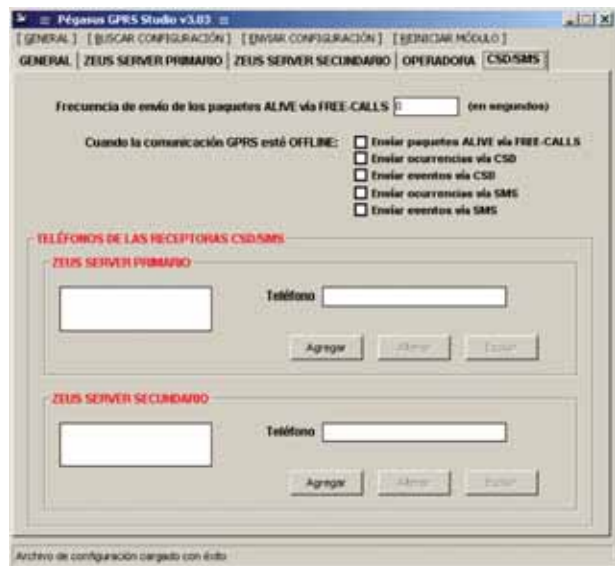 Pégasus GPRS Studio v3.03
[ GENERAL ] [ BUSCAR CONFIGURACIÓN ] [ ENVIAR CONFIGURACIÓN ] [ REINICIAR MÓDULO ]
GENERAL ZEUS SERVER PRIMARIO ZEUS SERVER SECUNDARIO OPERADORA CSD/SMS
Frecuencia de envío de los paquetes ALIVE vía FREE-CALLS 0 (en segundos)
Cuando la comunicación GPRS esté OFFLINE:
Enviar paquetes ALIVE vía FREE-CALLS
Enviar ocurrencias vía CSD
Enviar eventos vía CSD
Enviar ocurrencias vía SMS
Enviar eventos vía SMS
TELÉFONOS DE LAS RECEPTORAS CSD/SMS
ZEUS SERVER PRIMARIO
Teléfono
Agregar
ZEUS SERVER SECUNDARIO
Teléfono
Agregar
Archivo de configuración cargado con éxito